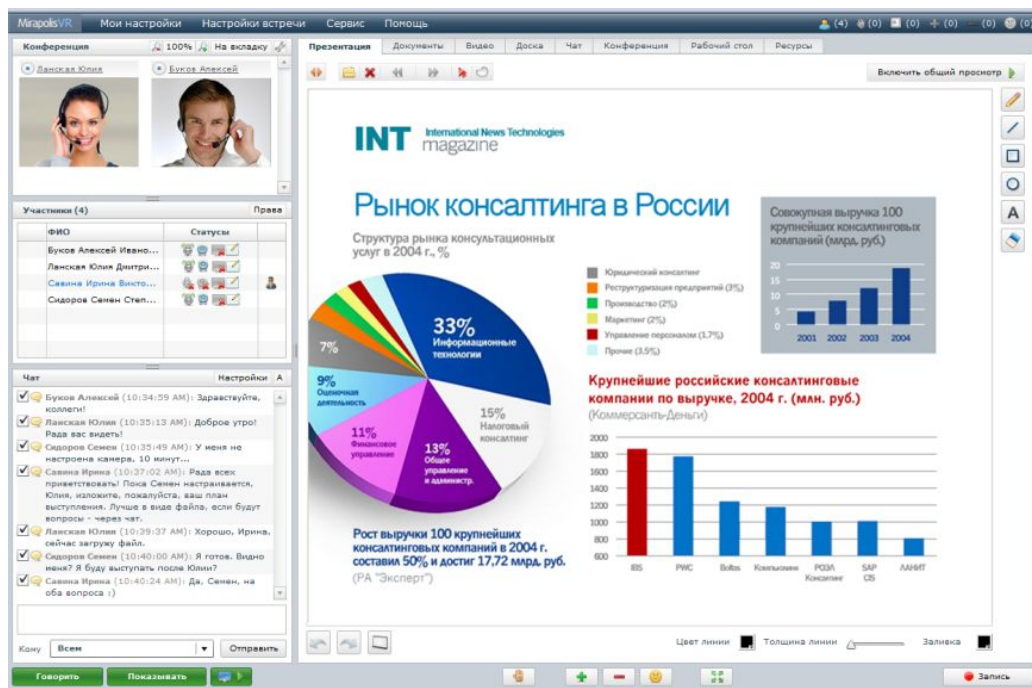 MirapolisVR Мои настройки Настройки встречи Сервис Помощь (4) (0) (0) (0) (0) (0)
Конференция 100% На вкладку
Ланская Юлия Буков Алексей
Участники (4) Права
ФИО Статусы
Буков Алексей Ивано...
Ланская Юлия Дмитри...
Савина Ирина Викто...
Сидоров Семен Степ...
Чат Настройки A
Буков Алексей (10:34:59 AM): Здравствуйте,
коллеги!
Ланская Юлия (10:35:13 AM): Доброе утро!
Рада вас видеть!
Сидоров Семен (10:35:49 AM): У меня не
настроена камера. 10 минут...
Савина Ирина (10:37:02 AM): Рада всех
приветствовать! Пока Семен настраивается,
Юлия, изложите, пожалуйста, ваш план
выступления. Лучше в виде файла, если будут
вопросы - через чат.
Ланская Юлия (10:39:37 AM): Хорошо, Ирина,
сейчас загружу файл.
Сидоров Семен (10:40:00 AM): Я готов. Видно
меня? Я буду выступать после Юлии?
Савина Ирина (10:40:24 AM): Да, Семен, на
оба вопроса :)
Кому Всем Отправить
Говорить Показывать
Презентация Документы Видео Доска Чат Конференция Рабочий стол Ресурсы
Включить общий просмотр
INT International News Technologies
magazine
Рынок консалтинга в России
Структура рынка консультационных
услуг в 2004 г., %
33%
Информационные
технологии
15%
Налоговый
консалтинг
13%
Общее
управление
и администр.
11%
Финансовое
управление
9%
Оценочная
деятельность
7%
Юридический консалтинг
Реструктуризация предприятий (3%)
Производство (2%)
Маркетинг (2%)
Управление персоналом (1,7%)
Прочие (3.5%)
Совокупная выручка 100
крупнейших консалтинговых
компаний (млрд. руб.)
20
15
10
5
0
2001 2002 2003 2004
Крупнейшие российские консалтинговые
компании по выручке, 2004 г. (млн. руб.)
(Коммерсантъ-Деньги)
2000
1800
1600
1400
1200
1000
800
600
IBS PWC Boltos Компьюлинк РОЭЛ Консалтинг SAP CIS ЛАНИТ
Рост выручки 100 крупнейших
консалтинговых компаний в 2004 г.
составил 50% и достиг 17,72 млрд. руб.
(РА "Эксперт")
A
Цвет линии Толщина линии Заливка
Запись